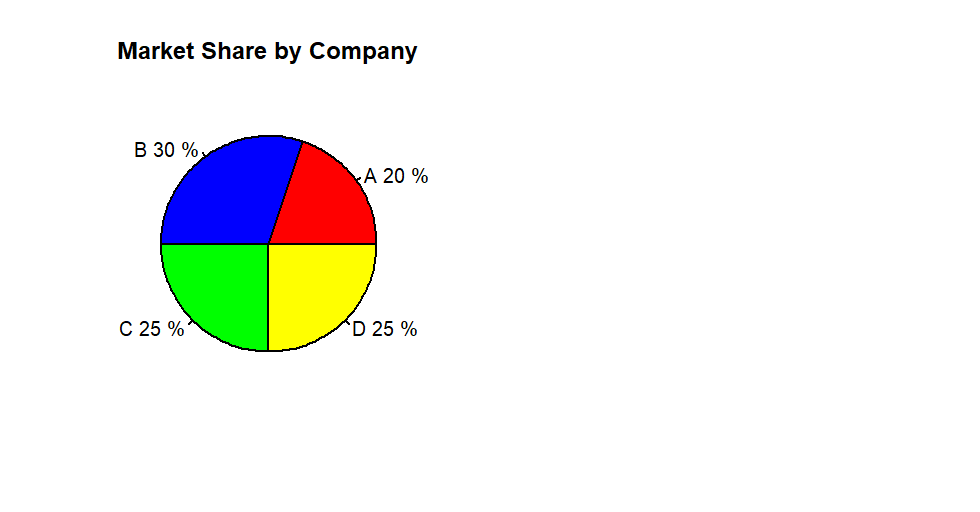 Market Share by Company
B 30 %
A 20 %
C 25 %
D 25 %